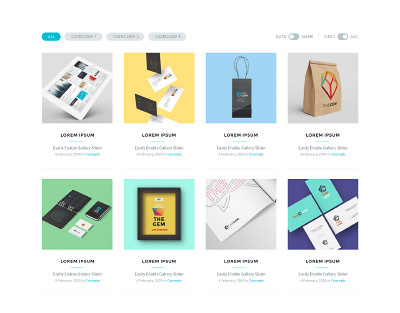 ALL CATEGORY 1 CATEGORY 2 CATEGORY 3 DATE NAME DESC ASC
THE GEM
LOREM IPSUM LOREM IPSUM LOREM IPSUM LOREM IPSUM
Easily Enable Gallery Slider Easily Enable Gallery Slider Easily Enable Gallery Slider Easily Enable Gallery Slider
4 February, 2020 in Concepts 4 February, 2020 in Concepts 4 February, 2020 in Concepts 4 February, 2020 in Concepts
THE
GEM
LOREM IPSUM LOREM IPSUM LOREM IPSUM LOREM IPSUM
Easily Enable Gallery Slider Easily Enable Gallery Slider Easily Enable Gallery Slider Easily Enable Gallery Slider
4 February, 2020 in Concepts 4 February, 2020 in Concepts 4 February, 2020 in Concepts 4 February, 2020 in Concepts